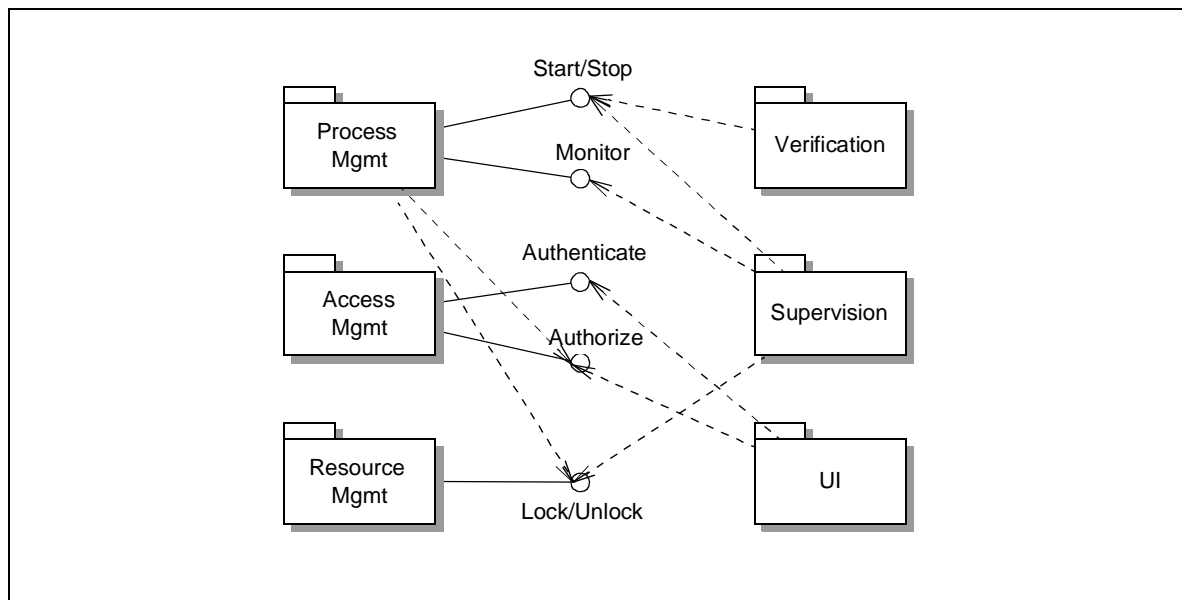 Start/Stop
Process
Mgmt
Verification
Monitor
Authenticate
Access
Mgmt
Supervision
Authorize
Resource
Mgmt
UI
Lock/Unlock